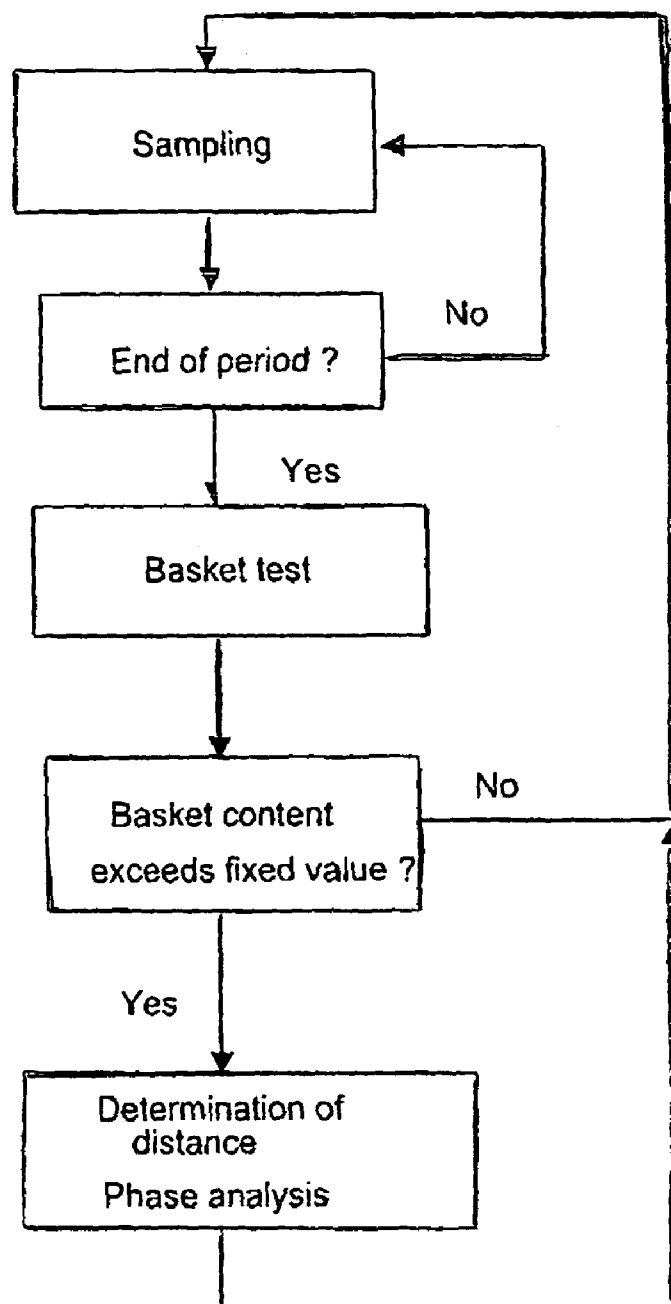 Sampling
End of period ?
No
Yes
Basket test
Basket content
exceeds fixed value ?
No
Yes
Determination of
distance
Phase analysis